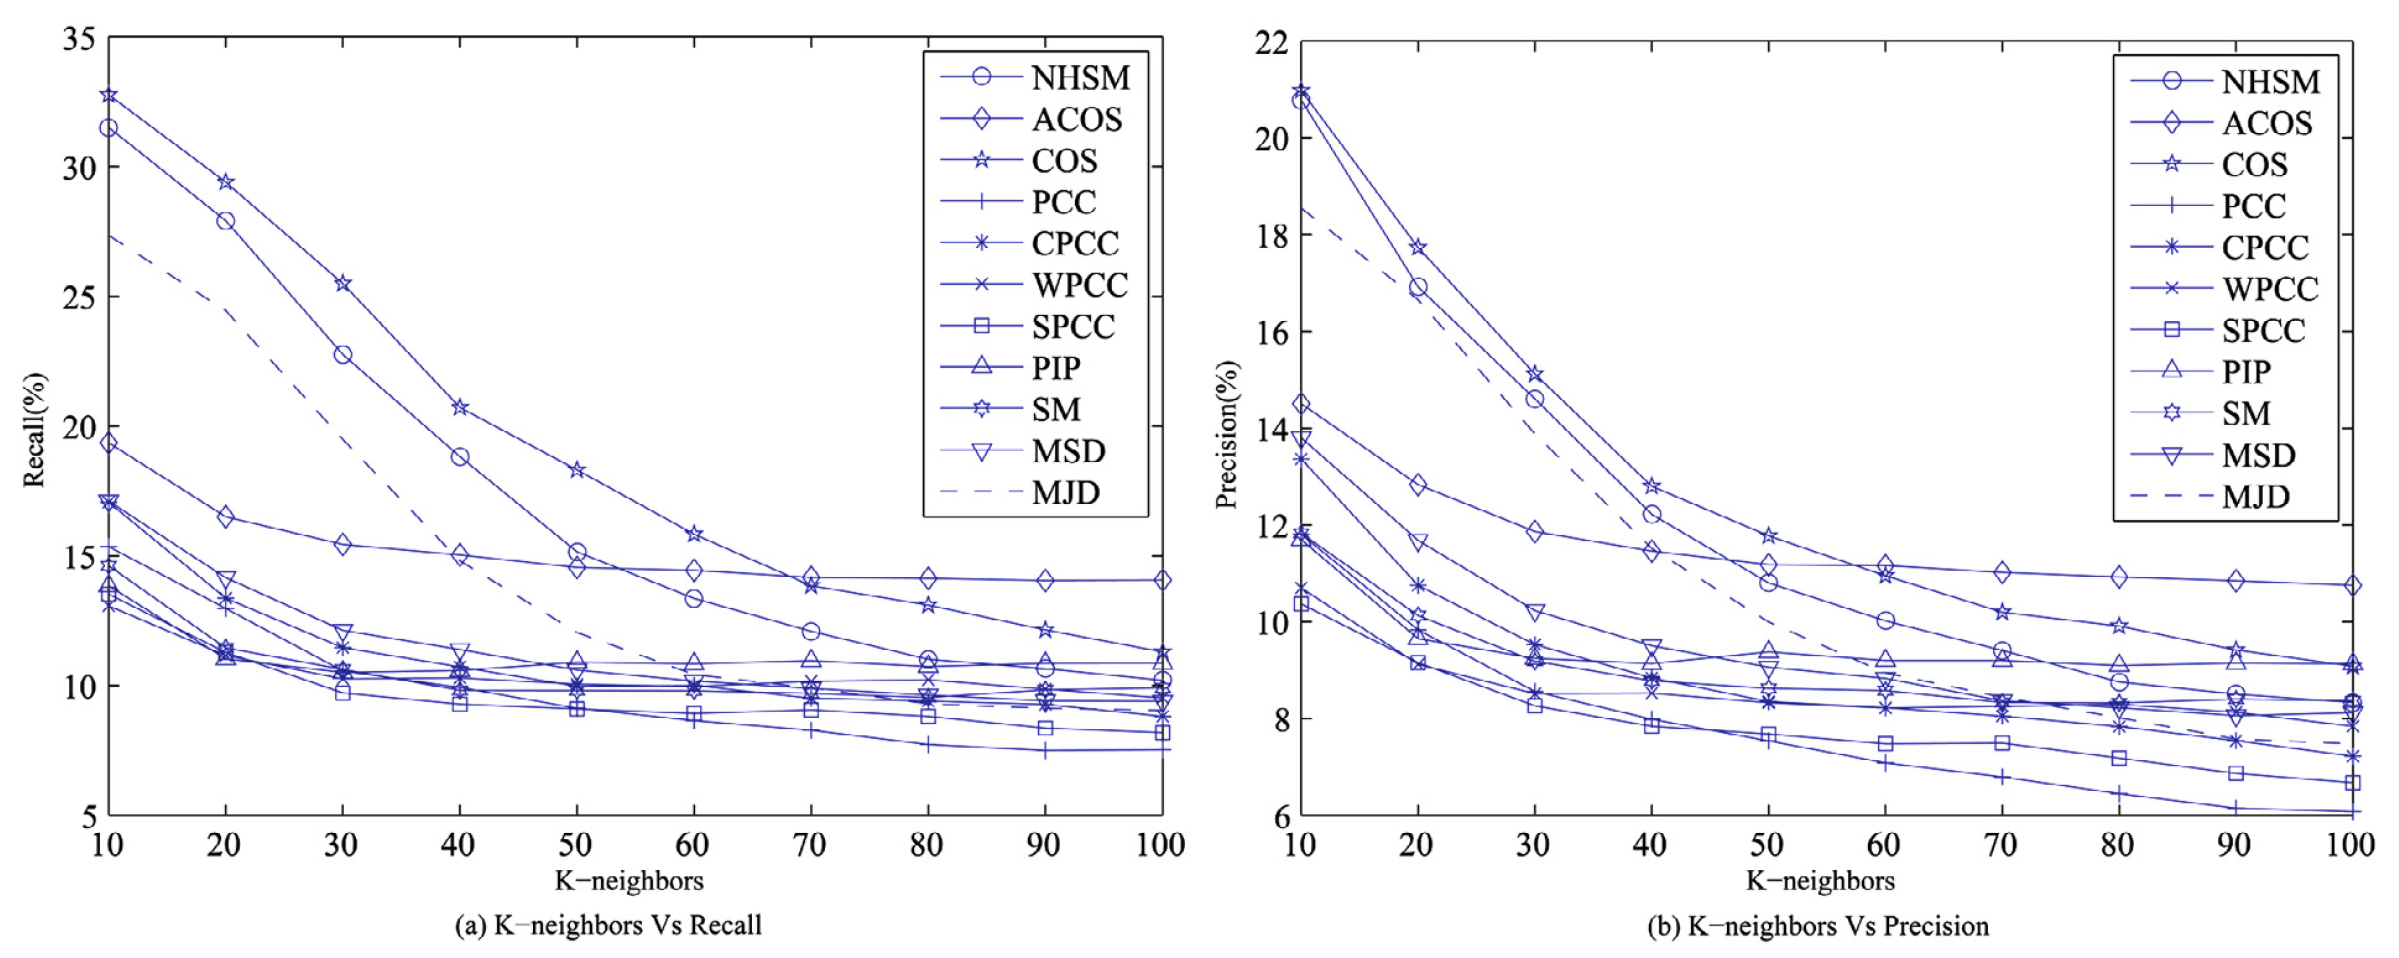 35
30
25
20
15
10
5
Recall(%)
NHSM
ACOS
COS
PCC
CPCC
WPCC
SPCC
PIP
SM
MSD
MJD
10 20 30 40 50 60 70 80 90 100
K−neighbors
(a) K−neighbors Vs Recall
22
20
18
16
14
12
10
8
6
Precision(%)
NHSM
ACOS
COS
PCC
CPCC
WPCC
SPCC
PIP
SM
MSD
MJD
10 20 30 40 50 60 70 80 90 100
K−neighbors
(b) K−neighbors Vs Precision